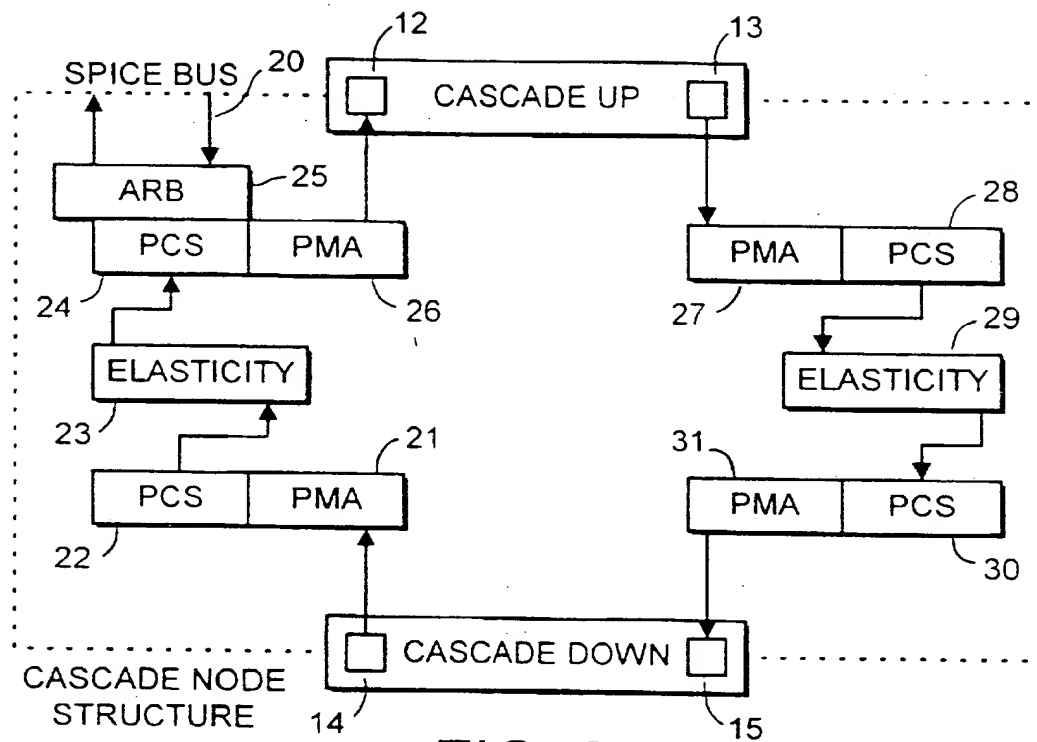 12
13
20
SPICE BUS
CASCADE UP
ARB
25
28
PCS
PMA
PMA
PCS
24
26
27
29
ELASTICITY
ELASTICITY
23
21
31
PCS
PMA
PMA
PCS
22
30
CASCADE DOWN
CASCADE NODE
STRUCTURE
14
15